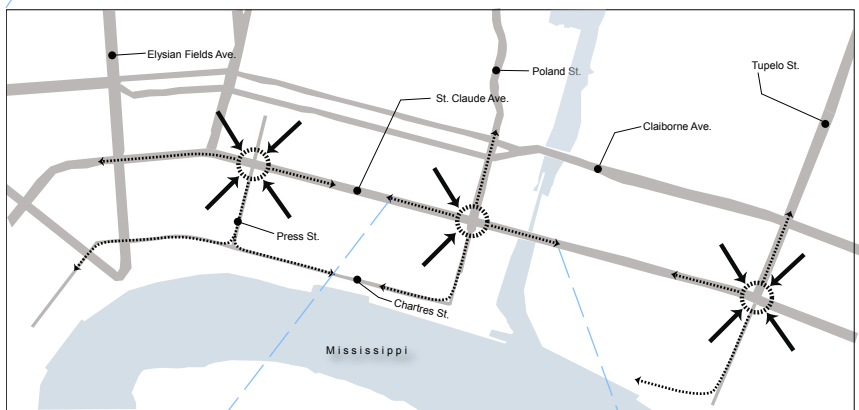 Elysian Fields Ave.
Poland St.
Tupelo St.
St. Claude Ave.
Claiborne Ave.
Press St.
Chartres St.
Mississippi